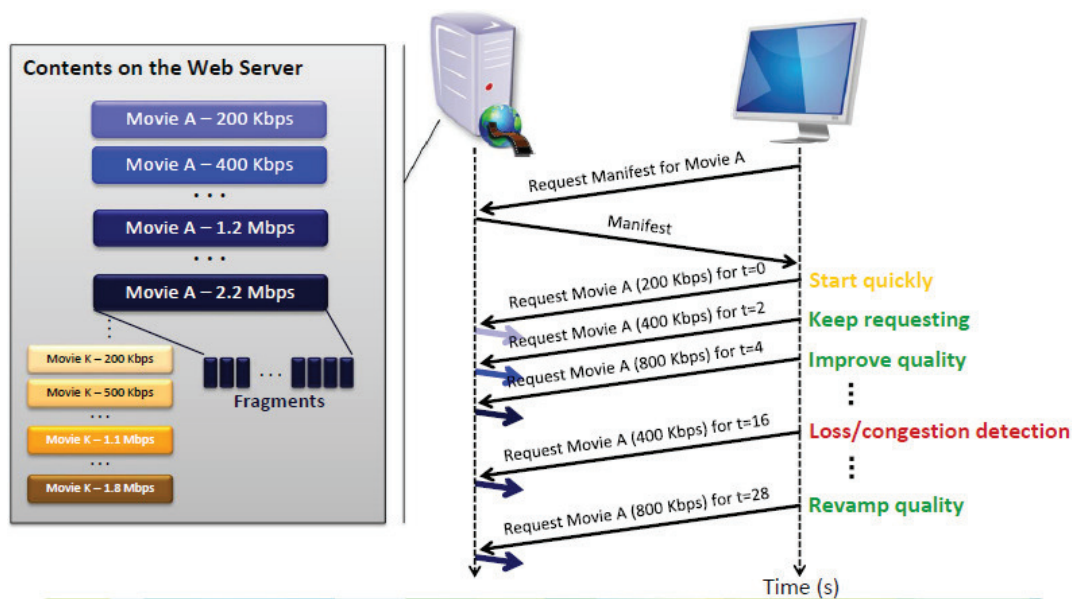 Contents on the Web Server
Movie A – 200 Kbps
Movie A – 400 Kbps
...
Movie A – 1.2 Mbps
...
Movie A – 2.2 Mbps
Movie K – 200 Kbps
Movie K – 500 Kbps
...
Movie K – 1.1 Mbps
...
Movie K – 1.8 Mbps
...
Fragments
Request Manifest for Movie A
Manifest
Request Movie A (200 Kbps) for t=0
Start quickly
Request Movie A (400 Kbps) for t=2
Keep requesting
Request Movie A (800 Kbps) for t=4
Improve quality
Request Movie A (400 Kbps) for t=16
Loss/congestion detection
Request Movie A (800 Kbps) for t=28
Revamp quality
Time (s)